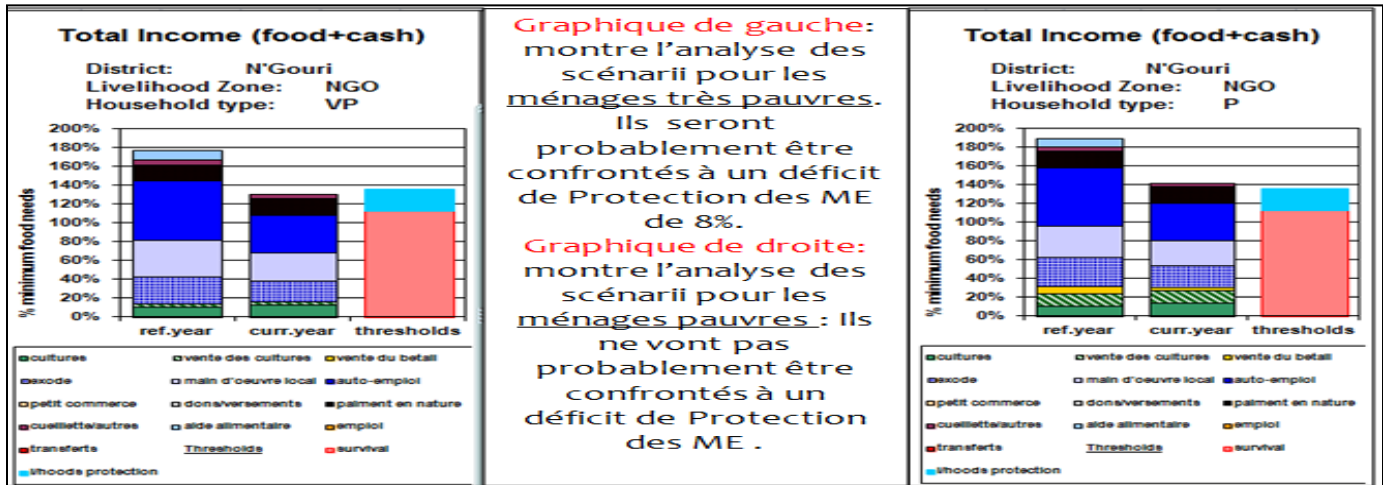 Total Income (food+cash)
District: N'Gouri
Livelihood Zone: NGO
Household type: VP
% minimum food needs
200%
180%
160%
140%
120%
100%
80%
60%
40%
20%
0%
ref.year curr.year thresholds
cultures vente des cultures vente du betail
exode main d'oeuvre local auto-emploi
petit commerce dons/versements paiment en nature
cueillette/autres aide alimentaire emploi
transferts Thresholds survival
l/hoods protection
Graphique de gauche:
montre l'analyse des
scénarii pour les
ménages très pauvres.
Ils seront
probablement être
confrontés à un déficit
de Protection des ME
de 8%.
Graphique de droite:
montre l'analyse des
scénarii pour les
ménages pauvres : Ils
ne vont pas
probablement être
confrontés à un
déficit de Protection
des ME .
Total Income (food+cash)
District: N'Gouri
Livelihood Zone: NGO
Household type: P
% minimum food needs
200%
180%
160%
140%
120%
100%
80%
60%
40%
20%
0%
ref.year curr.year thresholds
cultures vente des cultures vente du betail
exode main d'oeuvre local auto-emploi
petit commerce dons/versements paiment en nature
cueillette/autres aide alimentaire emploi
transferts Thresholds survival
l/hoods protection